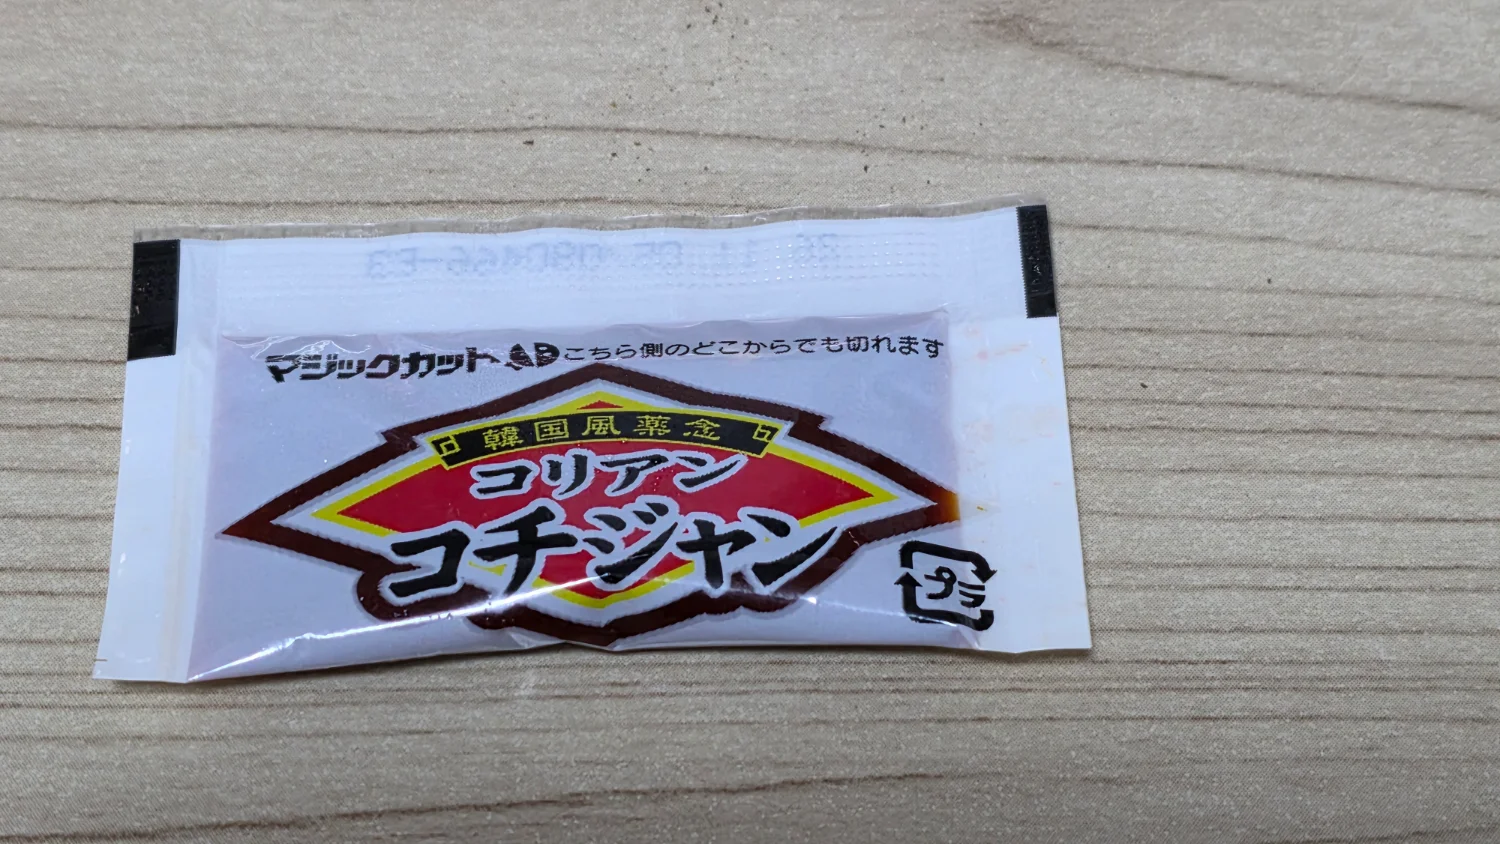 マジックカット こちら側のどこからでも切れます
韓国風薬念
コリアン
コチジャン
プラ